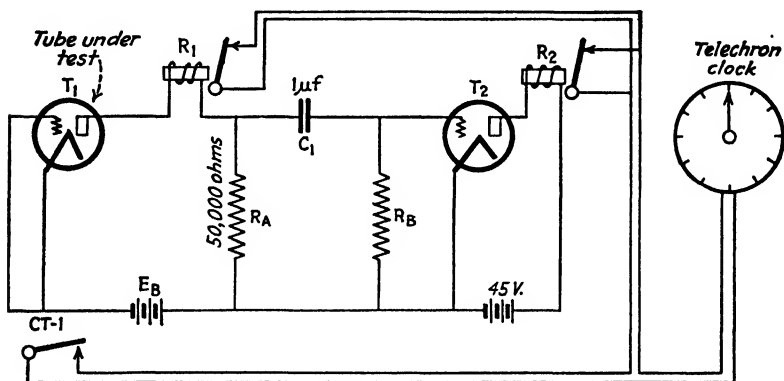 Tube under
test
T1
R1
1μf
C1
T2
R2
Telechron
clock
50,000 ohms
RA
RB
EB
45 V.
CT-1